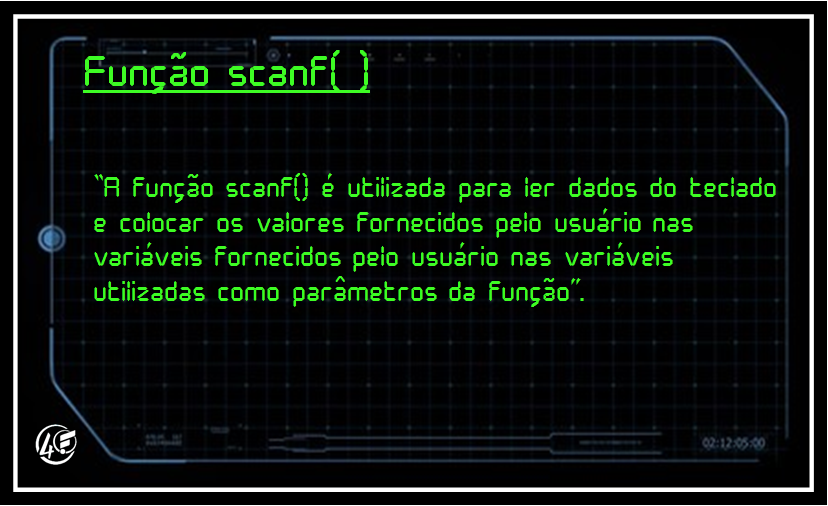 Função scanf( )
“A função scanf() é utilizada para ler dados do teclado
e colocar os valores fornecidos pelo usuário nas
variáveis fornecidos pelo usuário nas variáveis
utilizadas como parâmetros da função”.
4F
02:12:05:00